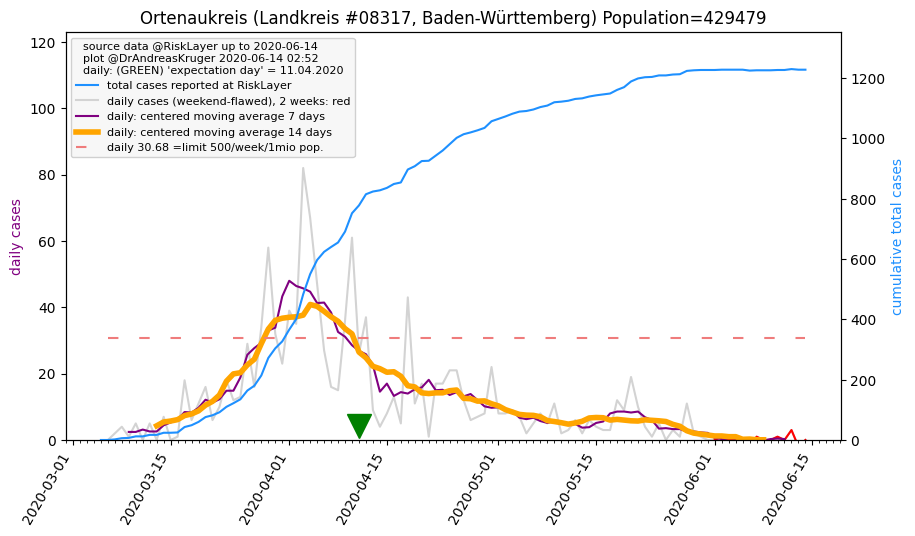 Ortenaukreis (Landkreis #08317, Baden-Württemberg) Population=429479
source data @RiskLayer up to 2020-06-14
plot @DrAndreasKruger 2020-06-14 02:52
daily: (GREEN) 'expectation day' = 11.04.2020
total cases reported at RiskLayer
daily cases (weekend-flawed), 2 weeks: red
daily: centered moving average 7 days
daily: centered moving average 14 days
daily 30.68 =limit 500/week/1mio pop.
daily cases
120
100
80
60
40
20
0
cumulative total cases
1200
1000
800
600
400
200
0
2020-03-01
2020-03-15
2020-04-01
2020-04-15
2020-05-01
2020-05-15
2020-06-01
2020-06-15